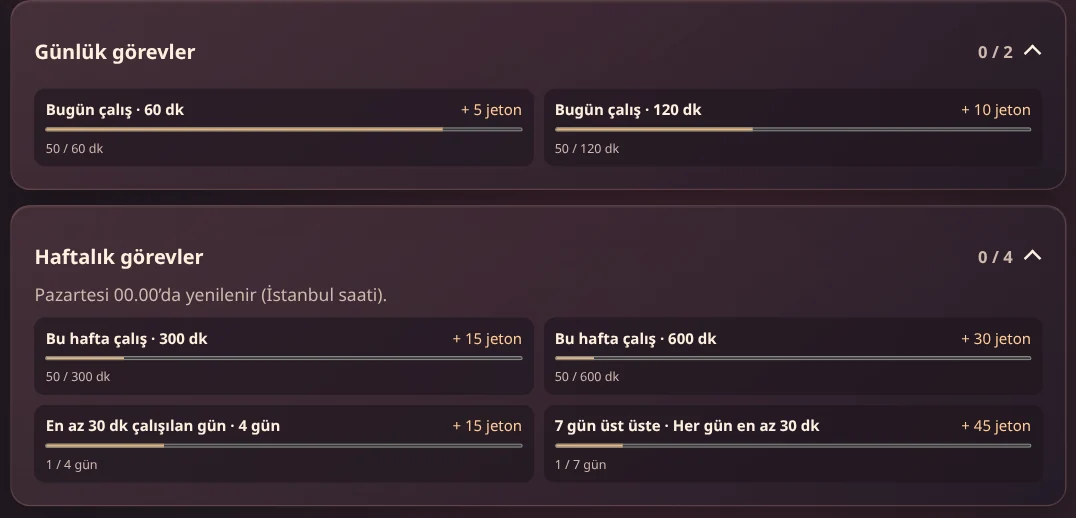 Günlük görevler 0 / 2
Bugün çalış · 60 dk + 5 jeton
50 / 60 dk
Bugün çalış · 120 dk + 10 jeton
50 / 120 dk
Haftalık görevler 0 / 4
Pazartesi 00.00’da yenilenir (İstanbul saati).
Bu hafta çalış · 300 dk + 15 jeton
50 / 300 dk
Bu hafta çalış · 600 dk + 30 jeton
50 / 600 dk
En az 30 dk çalışılan gün · 4 gün + 15 jeton
1 / 4 gün
7 gün üst üste · Her gün en az 30 dk + 45 jeton
1 / 7 gün